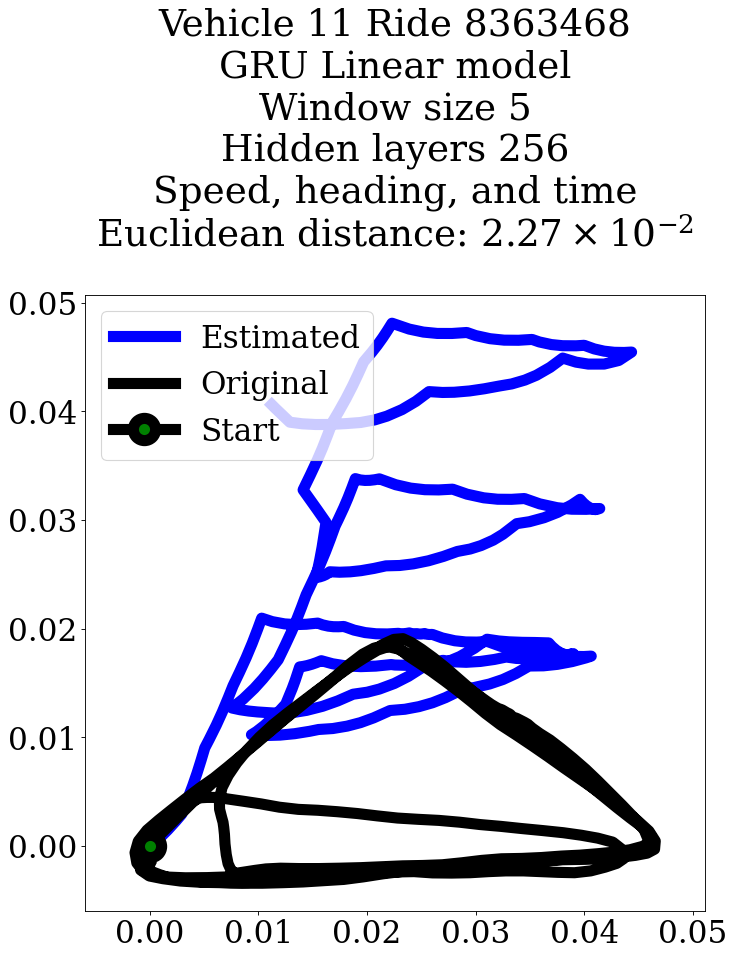 Vehicle 11 Ride 8363468
GRU Linear model
Window size 5
Hidden layers 256
Speed, heading, and time
Euclidean distance: 2.27 × 10⁻²
0.05
Estimated
Original
0.04
Start
0.03
0.02
0.01
0.00
0.00 0.01 0.02 0.03 0.04 0.05